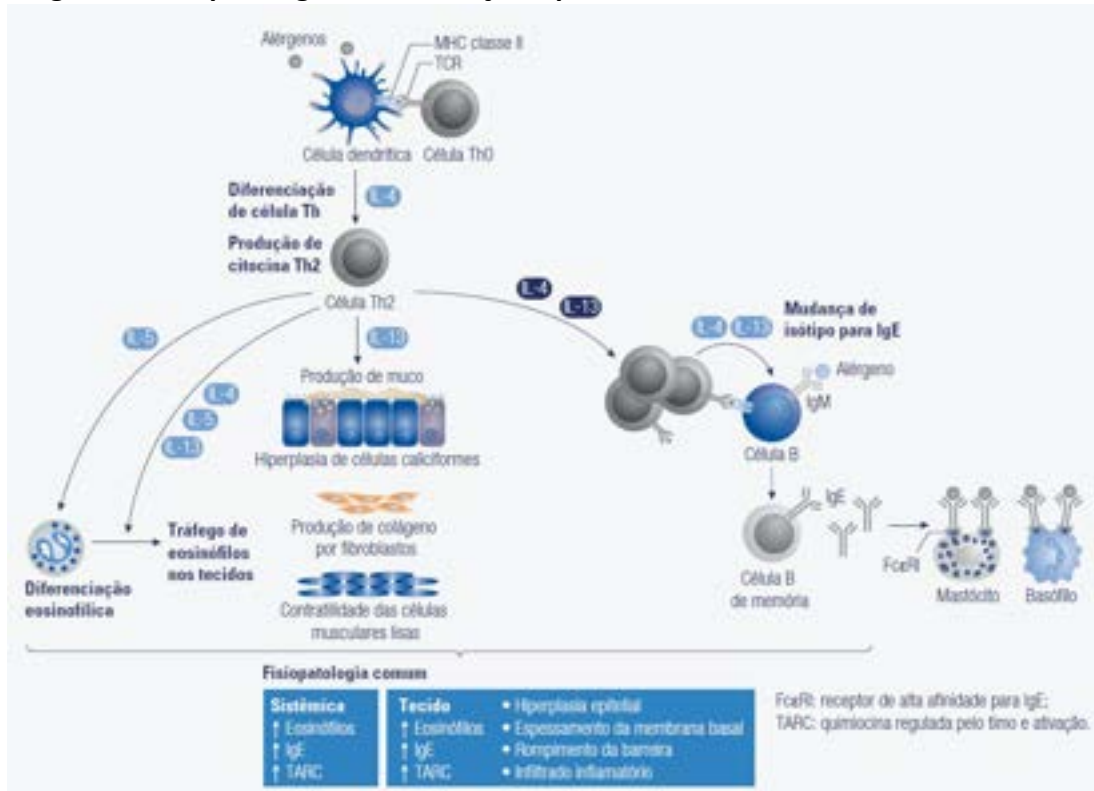 Alérgenos
MHC classe II
TCR
Célula dendrítica
Célula Th0
Diferenciação
de célula Th
IL-4
Produção de
citocina Th2
Célula Th2
IL-5
IL-4
IL-5
IL-13
IL-13
Produção de muco
Hiperplasia de células caliciformes
Produção de colágeno
por fibroblastos
Contratilidade das células
musculares lisas
Tráfego de
eosinófilos
nos tecidos
Diferenciação
eosinofílica
IL-4
IL-13
IL-4
IL-13
Mudança de
isótipo para IgE
Alérgeno
IgM
Célula B
IgE
Célula B
de memória
FcεRI
Mastócito
Basófilo
Fisiopatologia comum
Sistêmica
↑ Eosinófilos
↑ IgE
↑ TARC
Tecido
↑ Eosinófilos
↑ IgE
↑ TARC
• Hiperplasia epitelial
• Espessamento da membrana basal
• Rompimento da barreira
• Infiltrado inflamatório
FcεRI: receptor de alta afinidade para IgE;
TARC: quimiocina regulada pelo timo e ativação.